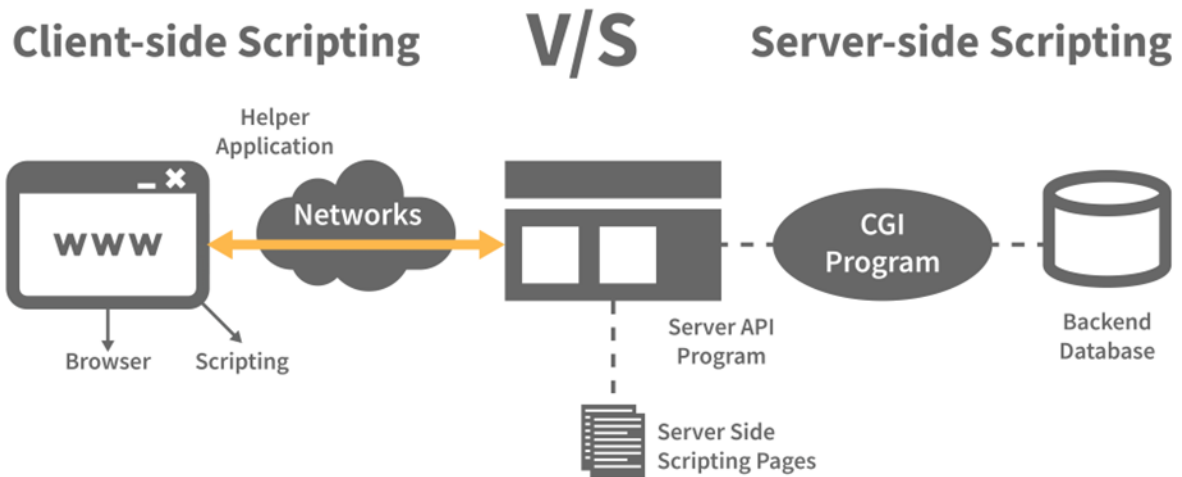 Client-side Scripting
V/S
Server-side Scripting
Helper
Application
Networks
www
Browser
Scripting
CGI
Program
Server API
Program
Backend
Database
Server Side
Scripting Pages